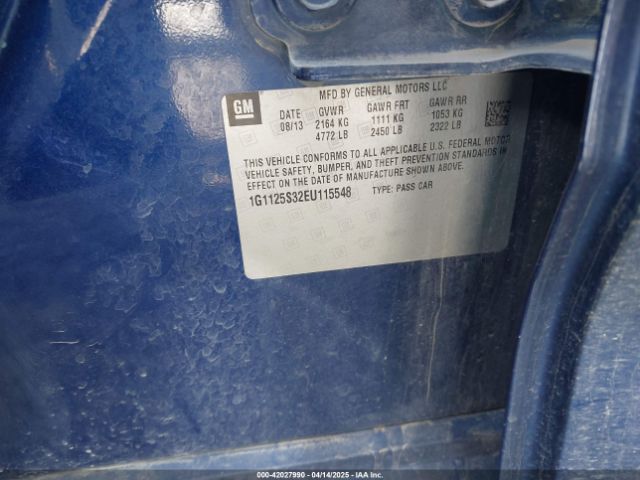 GM
MFD BY GENERAL MOTORS LLC
DATE GVWR GAWR FRT GAWR RR
08/13 2164 KG 1111 KG 1053 KG
4772 LB 2450 LB 2322 LB
THIS VEHICLE CONFORMS TO ALL APPLICABLE U.S. FEDERAL MOTOR
VEHICLE SAFETY, BUMPER, AND THEFT PREVENTION STANDARDS IN
EFFECT ON THE DATE OF MANUFACTURE SHOWN ABOVE.
1G1125S32EU115548 TYPE: PASS CAR
000-42027990 - 04/14/2025 - IAAI.COM